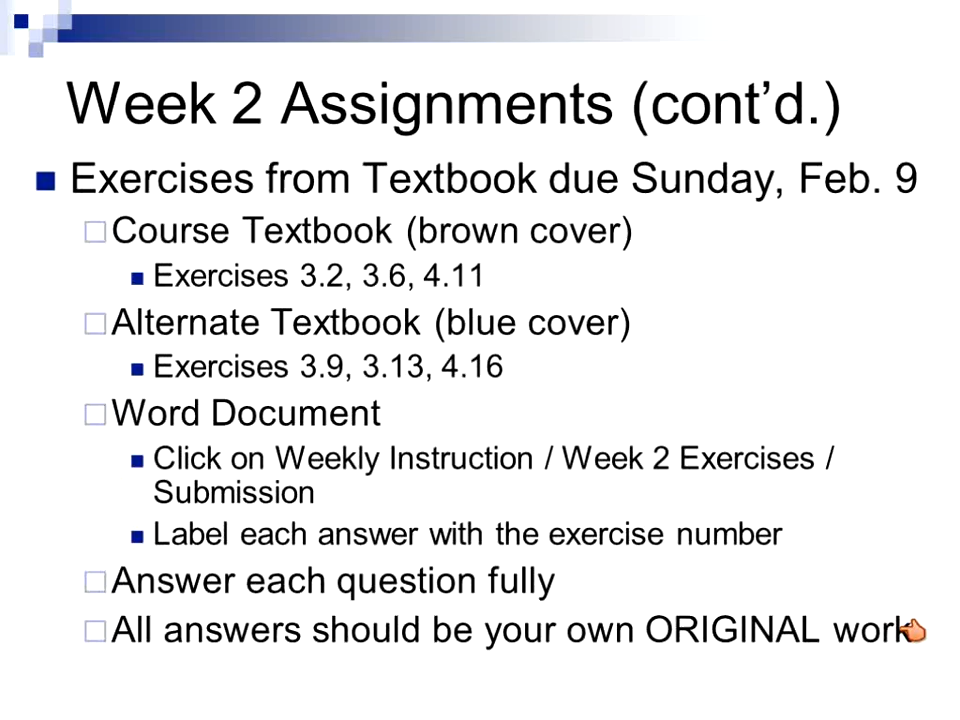 Week 2 Assignments (cont’d.)
Exercises from Textbook due Sunday, Feb. 9
Course Textbook (brown cover)
Exercises 3.2, 3.6, 4.11
Alternate Textbook (blue cover)
Exercises 3.9, 3.13, 4.16
Word Document
Click on Weekly Instruction / Week 2 Exercises /
Submission
Label each answer with the exercise number
Answer each question fully
All answers should be your own ORIGINAL work